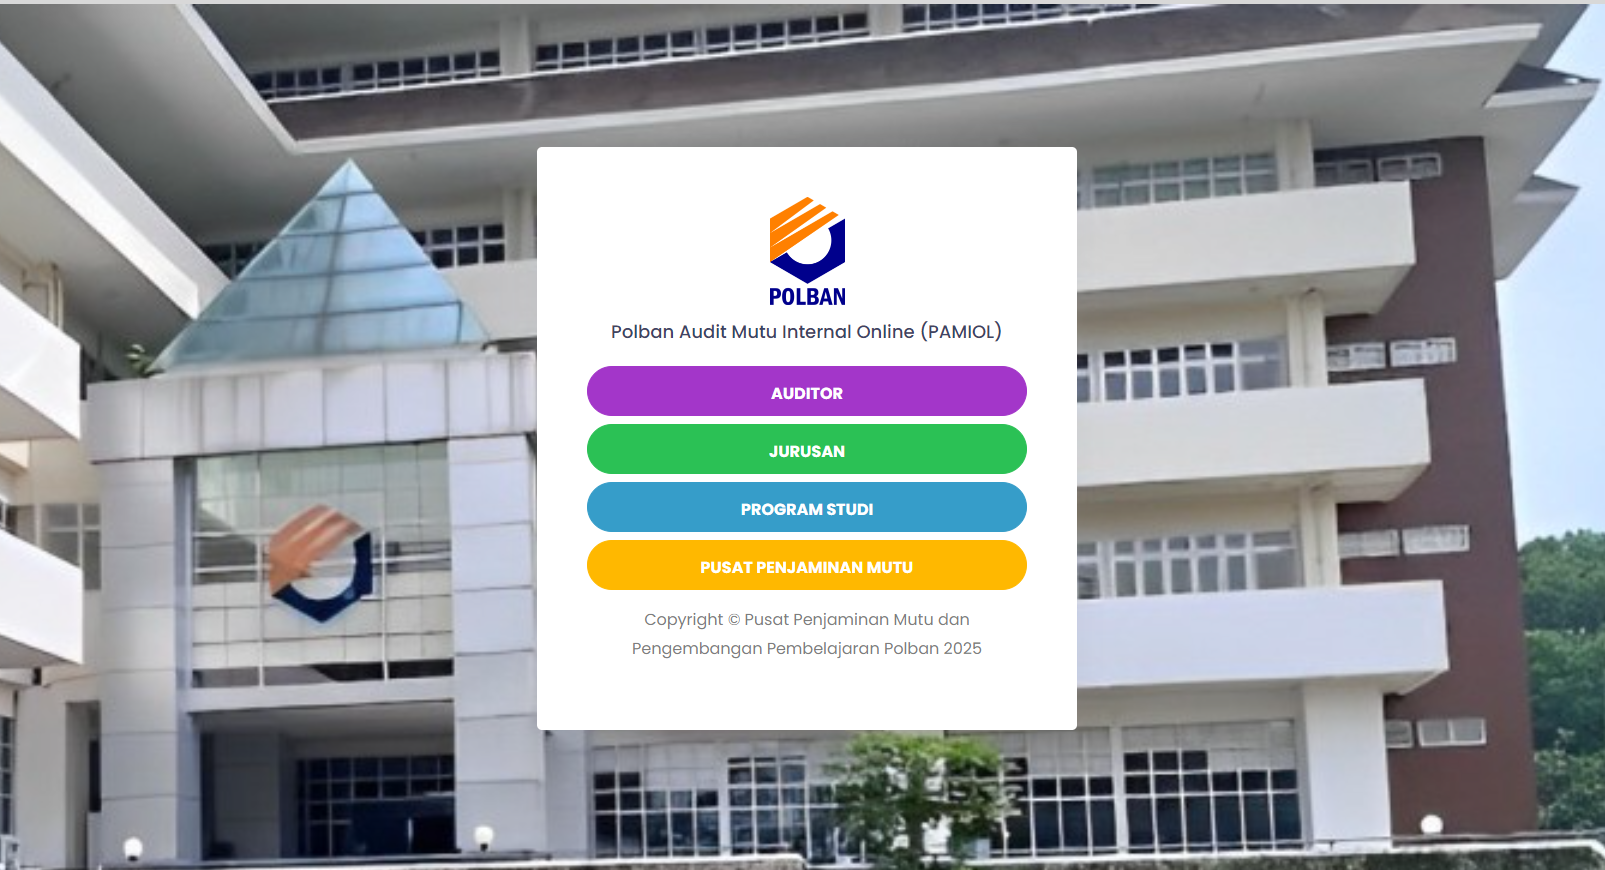 POLBAN
Polban Audit Mutu Internal Online (PAMIOL)
AUDITOR
JURUSAN
PROGRAM STUDI
PUSAT PENJAMINAN MUTU
Copyright © Pusat Penjaminan Mutu dan
Pengembangan Pembelajaran Polban 2025